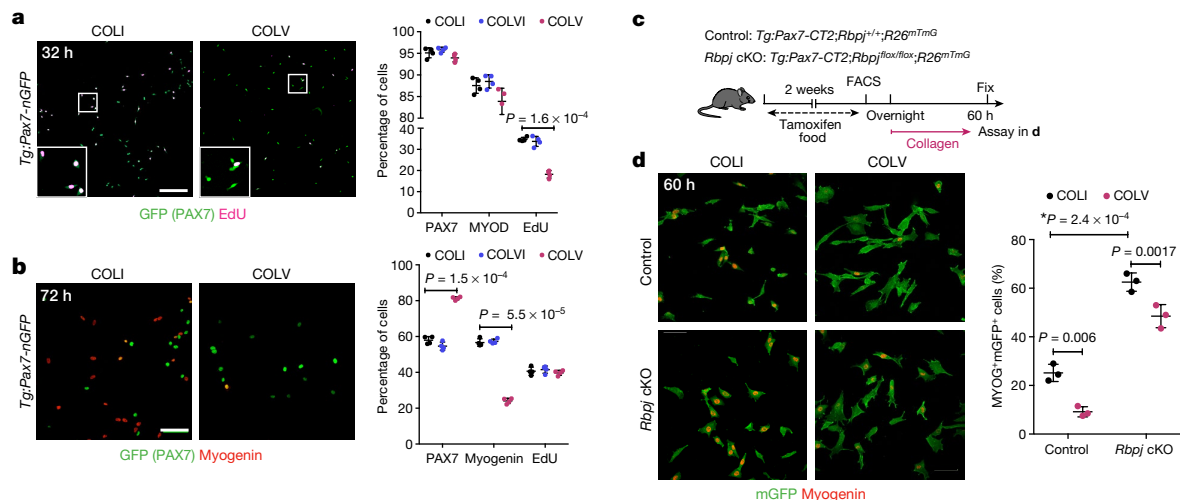 a
COLI COLV
32 h
Tg:Pax7-nGFP
GFP (PAX7) EdU
COLI COLVI COLV
Percentage of cells
100
95
90
85
80
40
30
20
10
0
P = 1.6 × 10⁻⁴
PAX7 MYOD EdU
b
COLI COLV
72 h
Tg:Pax7-nGFP
GFP (PAX7) Myogenin
COLI COLVI COLV
Percentage of cells
100
80
60
40
20
0
P = 1.5 × 10⁻⁴
P = 5.5 × 10⁻⁵
PAX7 Myogenin EdU
c
Control: Tg:Pax7-CT2;Rbpj+/+;R26mTmG
Rbpj cKO: Tg:Pax7-CT2;Rbpjflox/flox;R26mTmG
2 weeks
FACS
Fix
Tamoxifen
food
Overnight
60 h
Collagen
Assay in d
d
COLI COLV
60 h
Control
Rbpj cKO
mGFP Myogenin
COLI COLV
*P = 2.4 × 10⁻⁴
P = 0.0017
P = 0.006
MYOG+mGFP+ cells (%)
80
60
40
20
0
Control Rbpj cKO